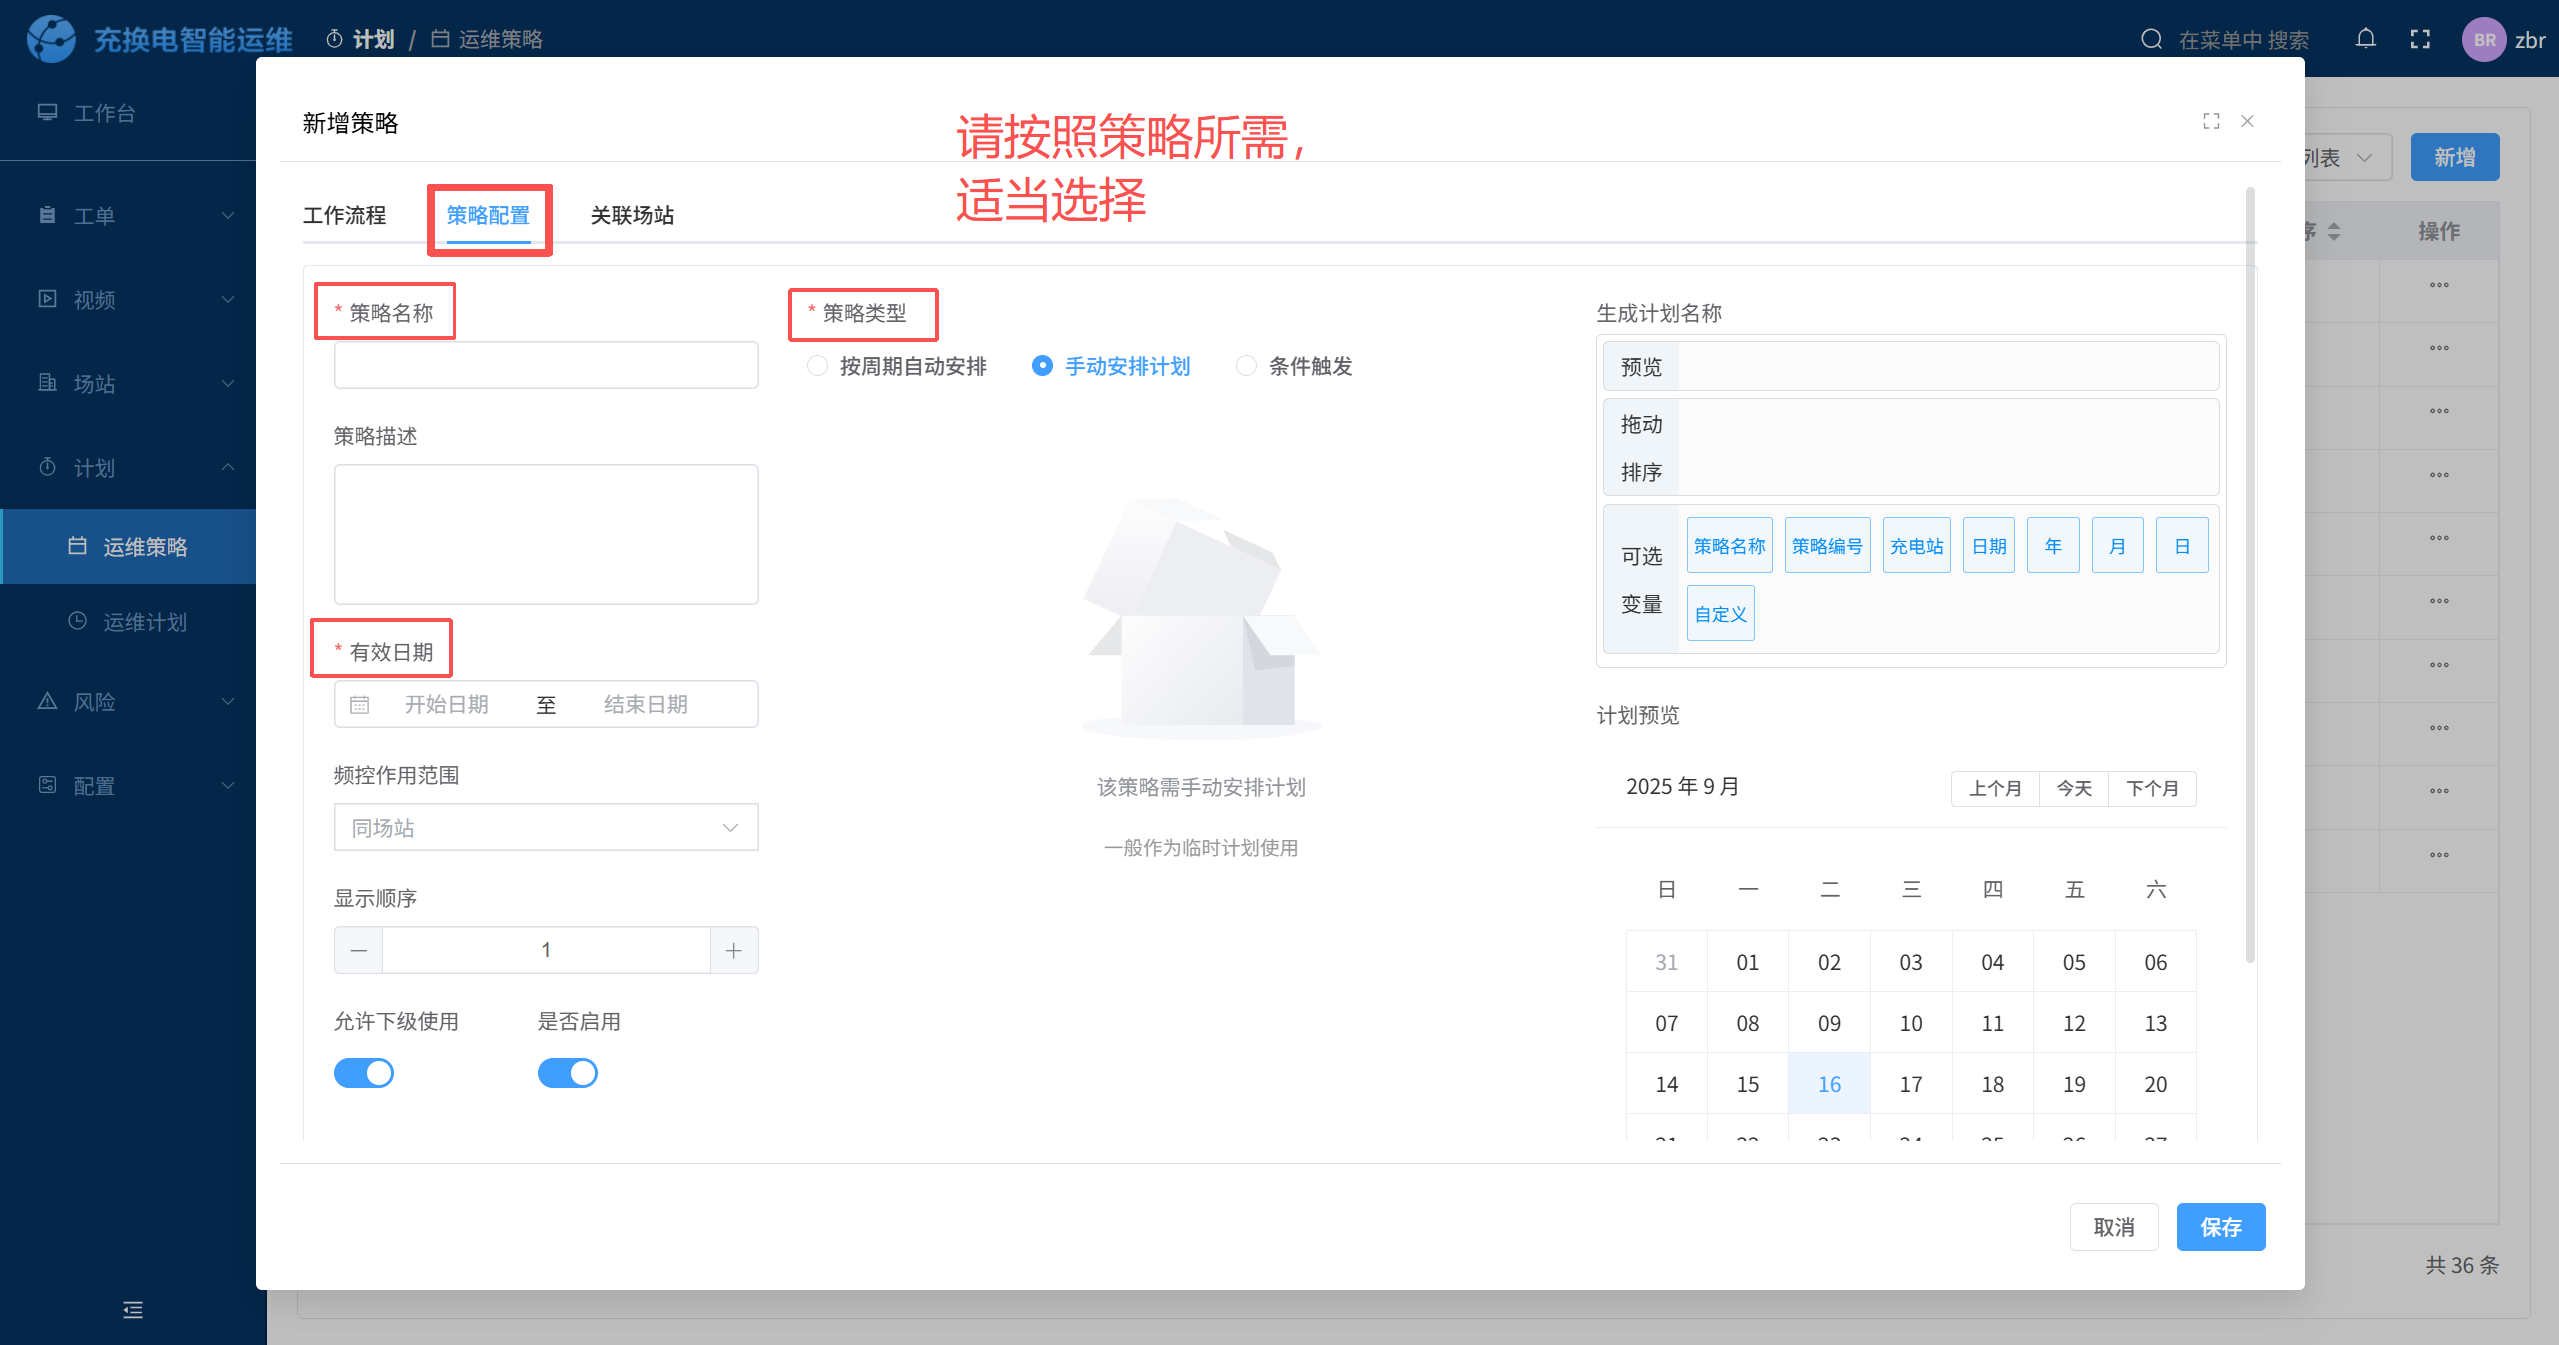 充换电智能运维
计划 / 运维策略
在菜单中 搜索
BR zbr
工作台
工单
视频
场站
计划
运维策略
运维计划
风险
配置
列表
新增
序
操作
共 36 条
新增策略
请按照策略所需,
适当选择
工作流程 策略配置 关联场站
* 策略名称
策略描述
* 有效日期
开始日期 至 结束日期
频控作用范围
同场站
显示顺序
1
允许下级使用 是否启用
* 策略类型
按周期自动安排 手动安排计划 条件触发
该策略需手动安排计划
一般作为临时计划使用
生成计划名称
预览
拖动
排序
可选
变量
策略名称 策略编号 充电站 日期 年 月 日
自定义
计划预览
2025 年 9 月
上个月 今天 下个月
日 一 二 三 四 五 六
31 01 02 03 04 05 06
07 08 09 10 11 12 13
14 15 16 17 18 19 20
21 22 23 24 25 26 27
取消 保存